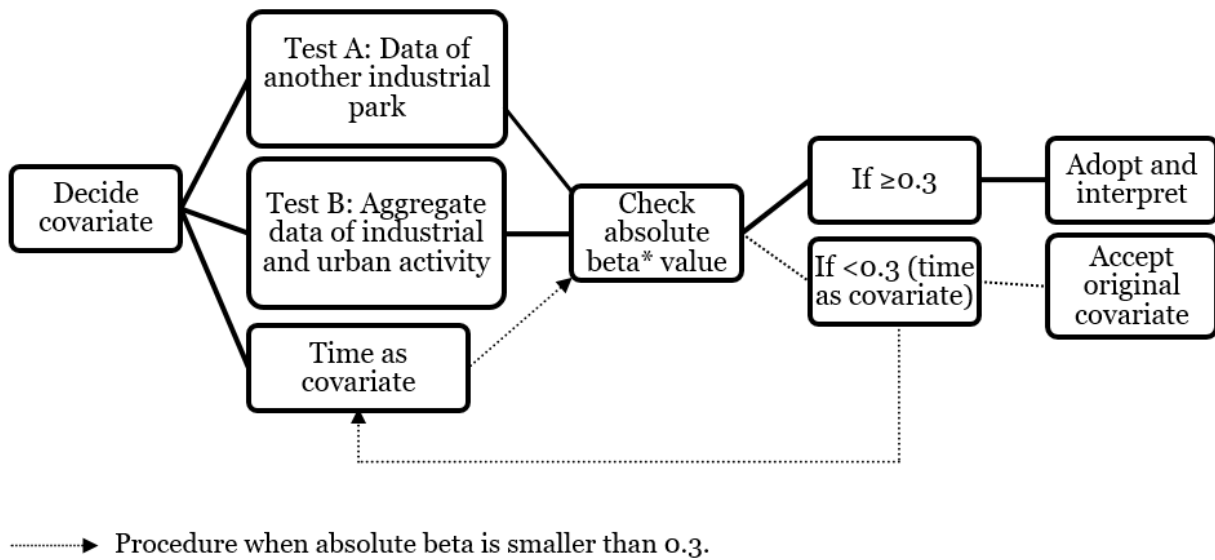 Decide
covariate
Test A: Data of
another industrial
park
Test B: Aggregate
data of industrial
and urban activity
Time as
covariate
Check
absolute
beta* value
If ≥0.3
If <0.3 (time
as covariate)
Adopt and
interpret
Accept
original
covariate
Procedure when absolute beta is smaller than 0.3.